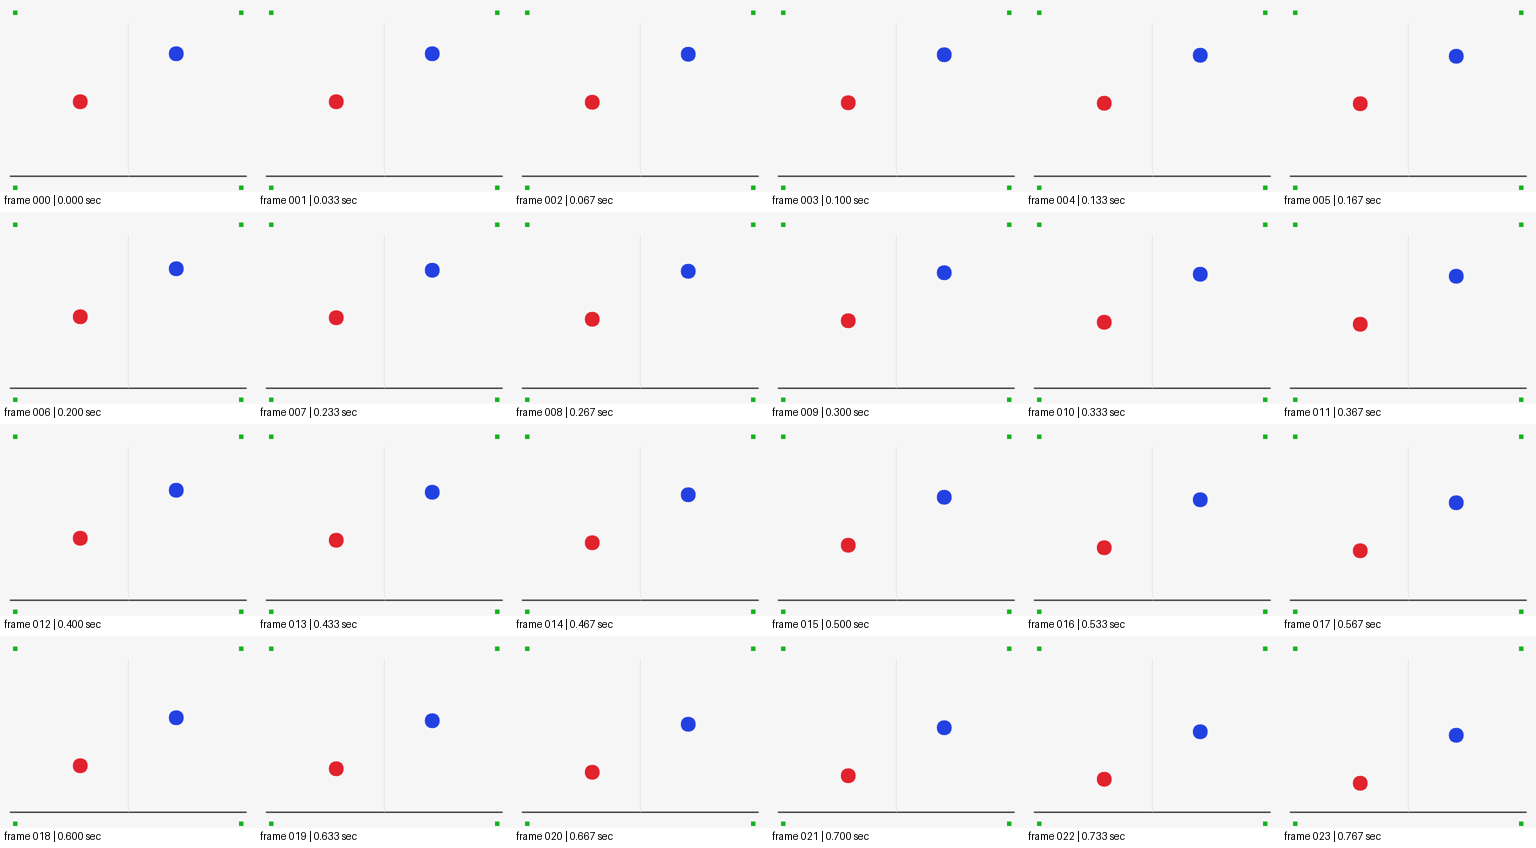 frame 000 | 0.000 sec
frame 001 | 0.033 sec
frame 002 | 0.067 sec
frame 003 | 0.100 sec
frame 004 | 0.133 sec
frame 005 | 0.167 sec
frame 006 | 0.200 sec
frame 007 | 0.233 sec
frame 008 | 0.267 sec
frame 009 | 0.300 sec
frame 010 | 0.333 sec
frame 011 | 0.367 sec
frame 012 | 0.400 sec
frame 013 | 0.433 sec
frame 014 | 0.467 sec
frame 015 | 0.500 sec
frame 016 | 0.533 sec
frame 017 | 0.567 sec
frame 018 | 0.600 sec
frame 019 | 0.633 sec
frame 020 | 0.667 sec
frame 021 | 0.700 sec
frame 022 | 0.733 sec
frame 023 | 0.767 sec